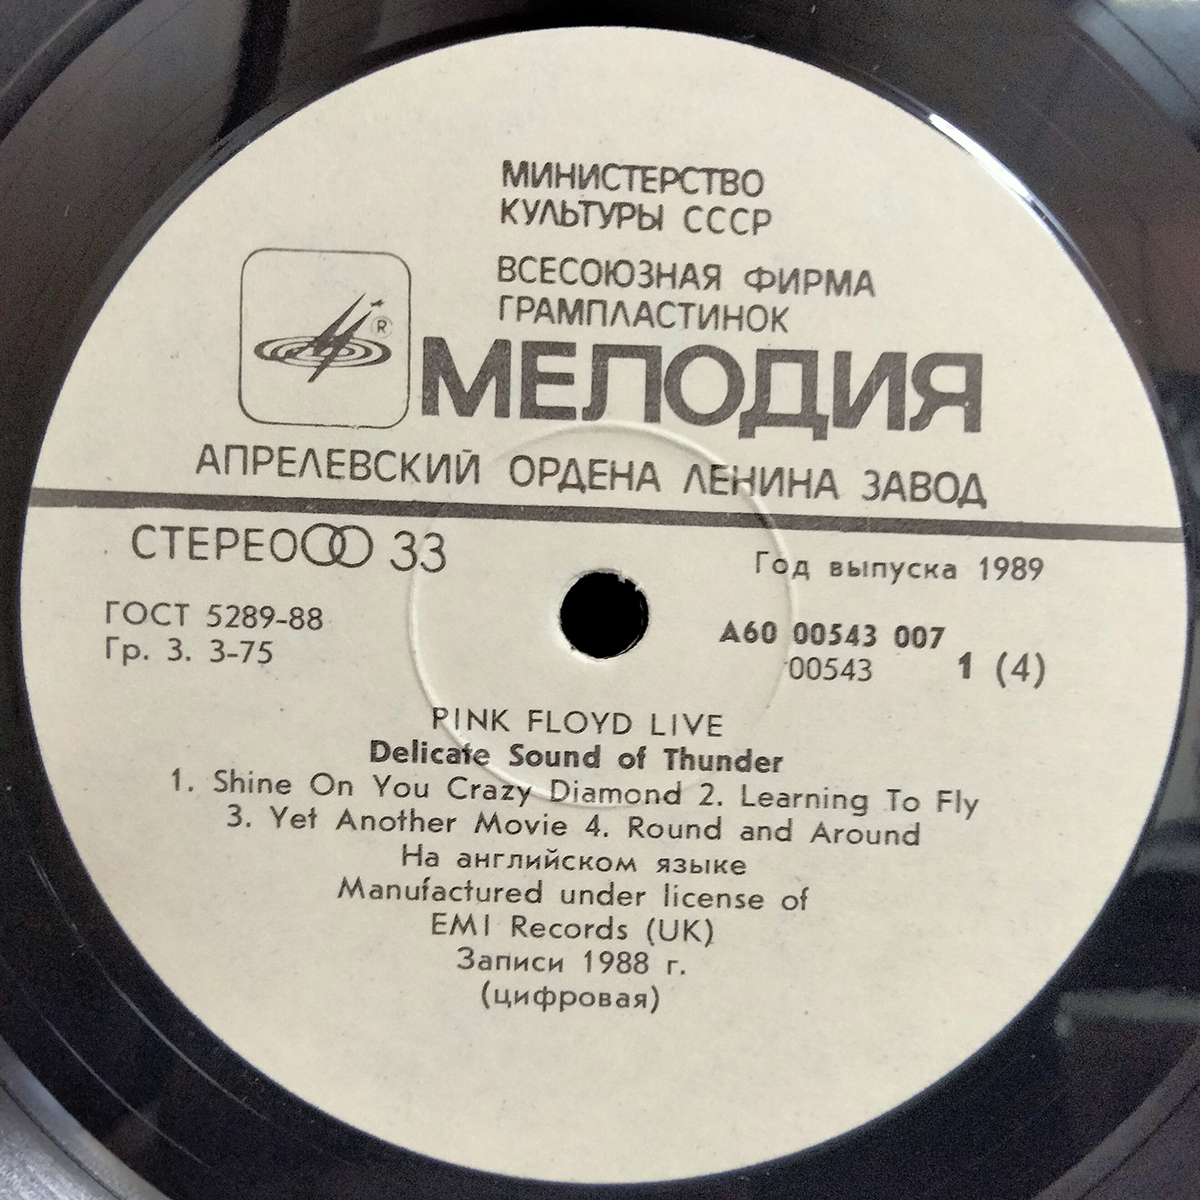 МИНИСТЕРСТВО
КУЛЬТУРЫ СССР
ВСЕСОЮЗНАЯ ФИРМА
ГРАМПЛАСТИНОК
®
МЕЛОДИЯ
АПРЕЛЕВСКИЙ ОРДЕНА ЛЕНИНА ЗАВОД
СТЕРЕО 33
Год выпуска 1989
ГОСТ 5289-88
Гр. 3. 3-75
А60 00543 007
00543 1 (4)
PINK FLOYD LIVE
Delicate Sound of Thunder
1. Shine On You Crazy Diamond 2. Learning To Fly
3. Yet Another Movie 4. Round and Around
На английском языке
Manufactured under license of
EMI Records (UK)
Записи 1988 г.
(цифровая)